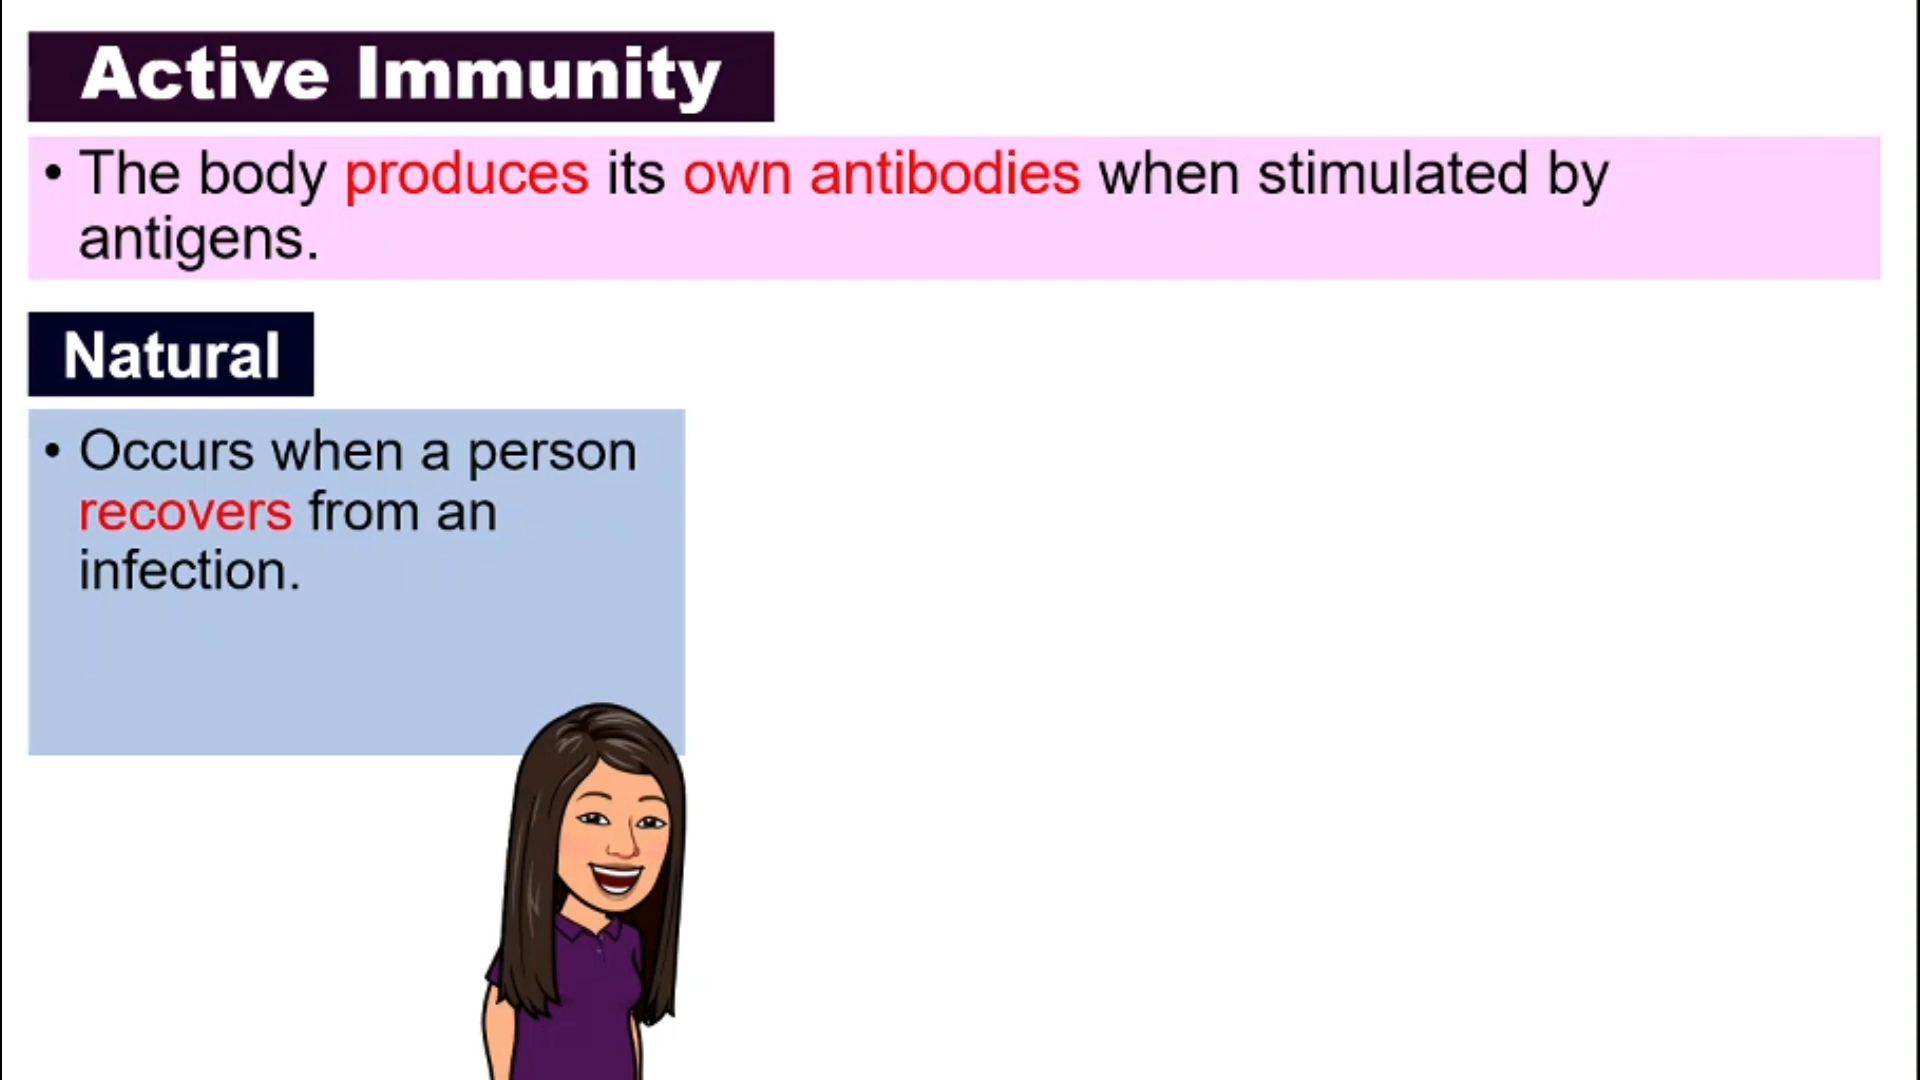 Active Immunity
• The body produces its own antibodies when stimulated by
antigens.
Natural
• Occurs when a person
recovers from an
infection.